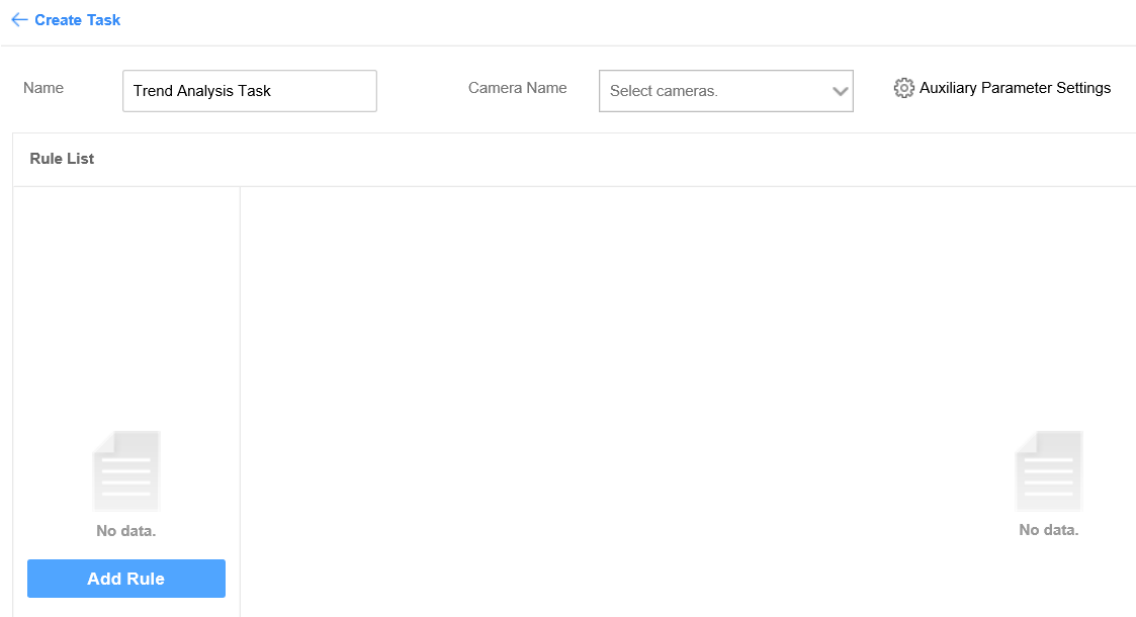 Create Task
Name Trend Analysis Task Camera Name Select cameras. Auxiliary Parameter Settings
Rule List
No data. No data.
Add Rule